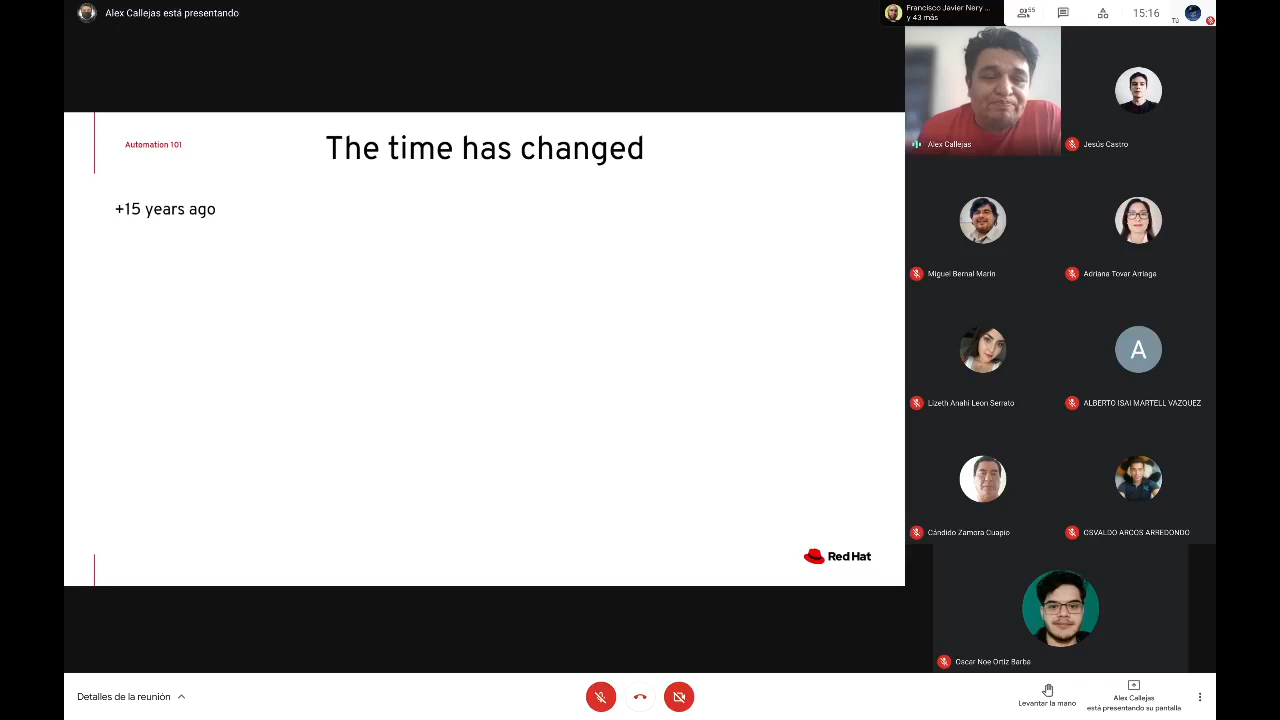 Alex Callejas está presentando
Francisco Javier Nery ...
y 43 más
55
15:16
Tú
Automation 101
The time has changed
+15 years ago
Red Hat
Alex Callejas
Jesús Castro
Miguel Bernal Marin
Adriana Tovar Arriaga
A
Lizeth Anahi Leon Serrato
ALBERTO ISAI MARTELL VAZQUEZ
Cándido Zamora Cuapio
OSVALDO ARCOS ARREDONDO
Oscar Noe Ortiz Barba
Detalles de la reunión
Levantar la mano
Alex Callejas
está presentando su pantalla